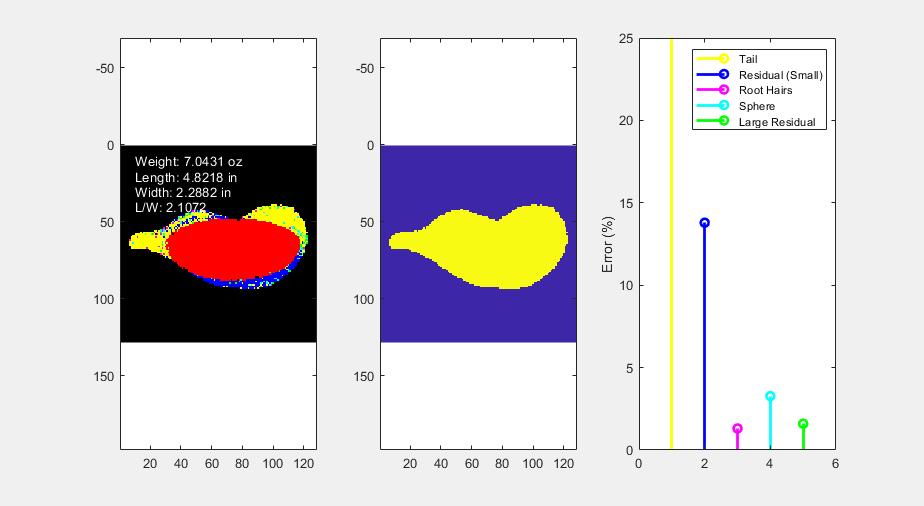 -50
0
50
100
150
20 40 60 80 100 120
Weight: 7.0431 oz
Length: 4.8218 in
Width: 2.2882 in
L/W: 2.1072
-50
0
50
100
150
20 40 60 80 100 120
Error (%)
25
20
15
10
5
0
0 2 4 6
Tail
Residual (Small)
Root Hairs
Sphere
Large Residual